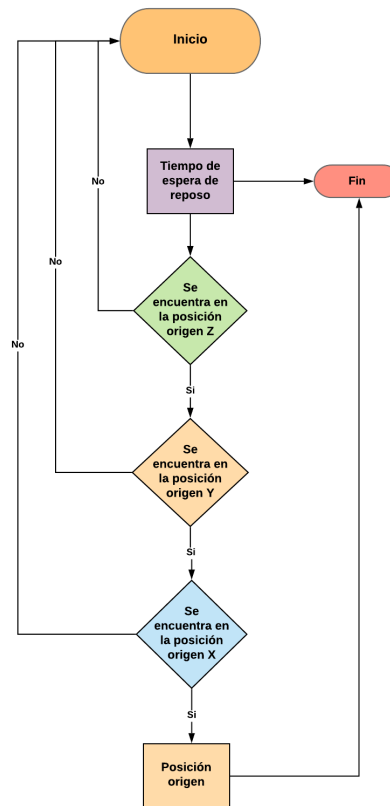 Inicio
Tiempo de
espera de
reposo
Fin
No
Se
encuentra en
la posición
origen Z
No
No
Si
Se
encuentra en
la posición
origen Y
Si
Se
encuentra en
la posición
origen X
Si
Posición
origen